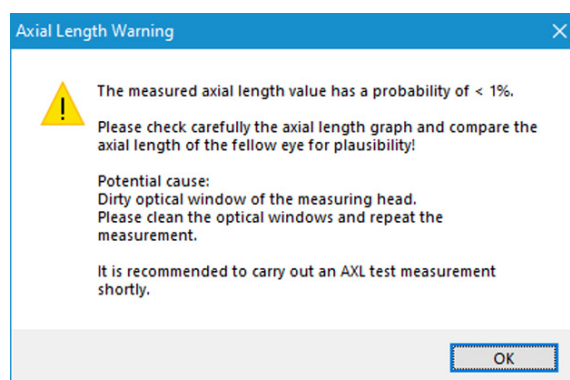 Axial Length Warning
The measured axial length value has a probability of < 1%.
Please check carefully the axial length graph and compare the
axial length of the fellow eye for plausibility!
Potential cause:
Dirty optical window of the measuring head.
Please clean the optical windows and repeat the
measurement.
It is recommended to carry out an AXL test measurement
shortly.
OK